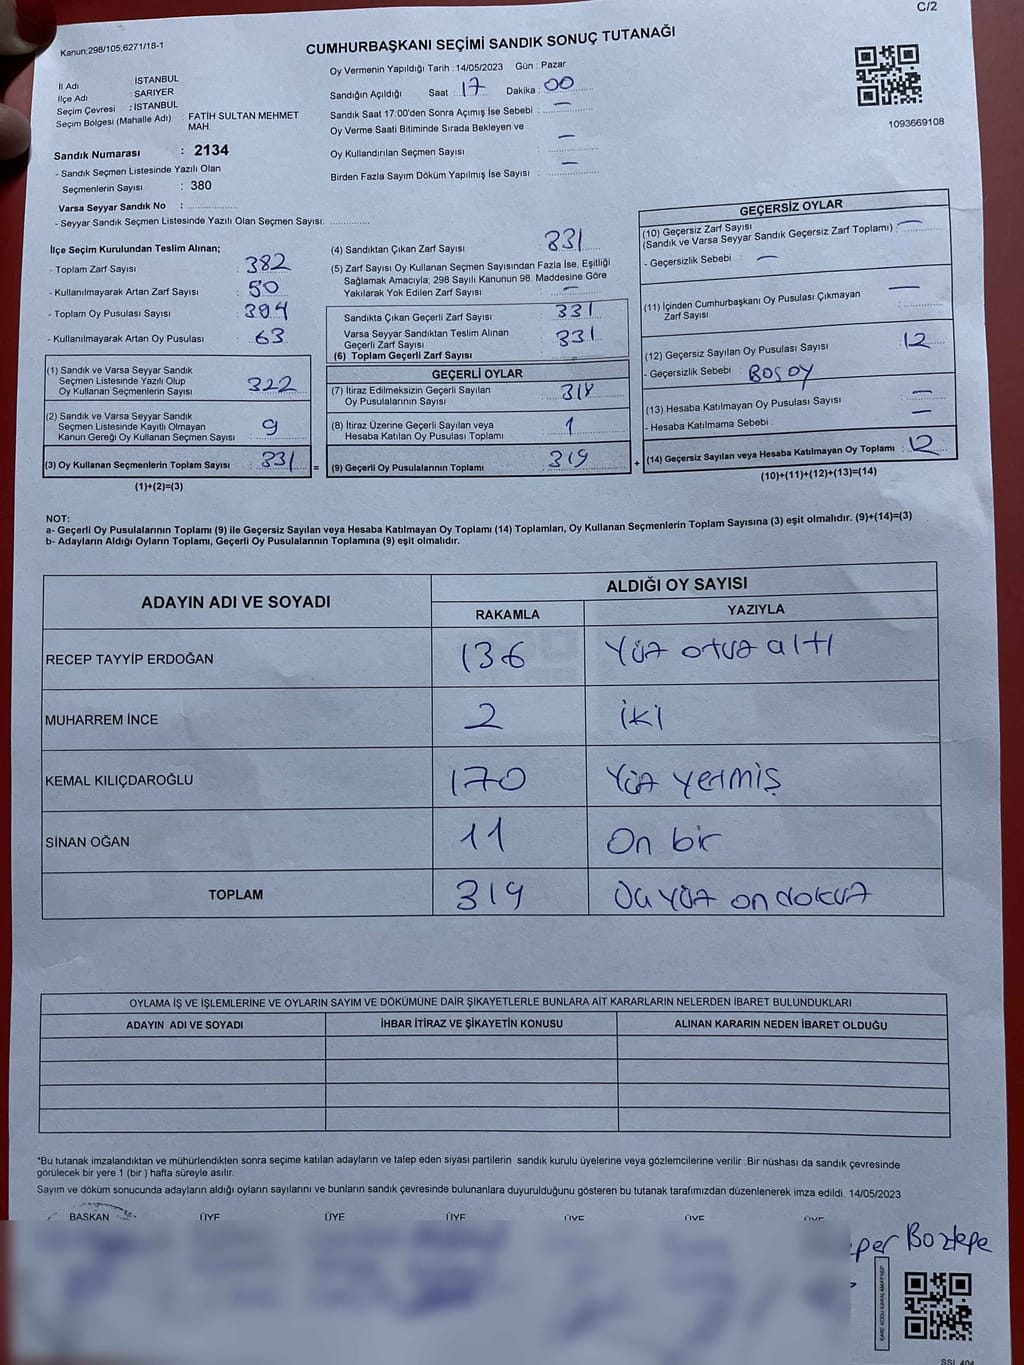 C/2
Kanun:298/105,6271/18-1
CUMHURBAŞKANI SEÇİMİ SANDIK SONUÇ TUTANAĞI
İl Adı : İSTANBUL
İlçe Adı SARIYER
Seçim Çevresi : İSTANBUL
Seçim Bölgesi (Mahalle Adı) : FATİH SULTAN MEHMET
MAH.
Sandık Numarası : 2134
- Sandık Seçmen Listesinde Yazılı Olan
Seçmenlerin Sayısı : 380
Varsa Seyyar Sandık No :
- Seyyar Sandık Seçmen Listesinde Yazılı Olan Seçmen Sayısı:
Oy Vermenin Yapıldığı Tarih : 14/05/2023 Gün : Pazar
Sandığın Açıldığı Saat : 17 Dakika : 00
Sandık Saat 17:00'den Sonra Açımış İse Sebebi : —
Oy Verme Saati Bitiminde Sırada Bekleyen ve
Oy Kullandırılan Seçmen Sayısı : —
Birden Fazla Sayım Döküm Yapılmış İse Sayısı : —
1093669108
İlçe Seçim Kurulundan Teslim Alınan;
- Toplam Zarf Sayısı : 382
- Kullanılmayarak Artan Zarf Sayısı : 50
- Toplam Oy Pusulası Sayısı : 394
- Kullanılmayarak Artan Oy Pusulası : 63
(1) Sandık ve Varsa Seyyar Sandık
Seçmen Listesinde Yazılı Olup
Oy Kullanan Seçmenlerin Sayısı : 322
(2) Sandık ve Varsa Seyyar Sandık
Seçmen Listesinde Kayıtlı Olmayan
Kanun Gereği Oy Kullanan Seçmen Sayısı : 9
(3) Oy Kullanan Seçmenlerin Toplam Sayısı : 331 =
(1)+(2)=(3)
(4) Sandıktan Çıkan Zarf Sayısı : 331
(5) Zarf Sayısı Oy Kullanan Seçmen Sayısından Fazla İse, Eşitliği
Sağlamak Amacıyla; 298 Sayılı Kanunun 98. Maddesine Göre
Yakılarak Yok Edilen Zarf Sayısı : —
Sandıkta Çıkan Geçerli Zarf Sayısı : 331
Varsa Seyyar Sandıktan Teslim Alınan
Geçerli Zarf Sayısı : 331
(6) Toplam Geçerli Zarf Sayısı
GEÇERLİ OYLAR
(7) İtiraz Edilmeksizin Geçerli Sayılan
Oy Pusulalarının Sayısı : 318
(8) İtiraz Üzerine Geçerli Sayılan veya
Hesaba Katılan Oy Pusulası Toplamı : 1
(9) Geçerli Oy Pusulalarının Toplamı : 319 +
GEÇERSİZ OYLAR
(10) Geçersiz Zarf Sayısı
(Sandık ve Varsa Seyyar Sandık Geçersiz Zarf Toplamı) : —
- Geçersizlik Sebebi : —
(11) İçinden Cumhurbaşkanı Oy Pusulası Çıkmayan
Zarf Sayısı : —
(12) Geçersiz Sayılan Oy Pusulası Sayısı : 12
- Geçersizlik Sebebi : BOŞ OY
(13) Hesaba Katılmayan Oy Pusulası Sayısı : —
- Hesaba Katılmama Sebebi : —
(14) Geçersiz Sayılan veya Hesaba Katılmayan Oy Toplamı : 12
(10)+(11)+(12)+(13)=(14)
NOT:
a- Geçerli Oy Pusulalarının Toplamı (9) ile Geçersiz Sayılan veya Hesaba Katılmayan Oy Toplamı (14) Toplamları, Oy Kullanan Seçmenlerin Toplam Sayısına (3) eşit olmalıdır. (9)+(14)=(3)
b- Adayların Aldığı Oyların Toplamı, Geçerli Oy Pusulalarının Toplamına (9) eşit olmalıdır.
ADAYIN ADI VE SOYADI ALDIĞI OY SAYISI
RAKAMLA YAZIYLA
RECEP TAYYİP ERDOĞAN 136 Yüz otuz altı
MUHARREM İNCE 2 iki
KEMAL KILIÇDAROĞLU 170 Yüz yetmiş
SİNAN OĞAN 11 On bir
TOPLAM 319 Üç yüz on dokuz
OYLAMA İŞ VE İŞLEMLERİNE VE OYLARIN SAYIM VE DÖKÜMÜNE DAİR ŞİKAYETLERLE BUNLARA AİT KARARLARIN NELERDEN İBARET BULUNDUKLARI
ADAYIN ADI VE SOYADI İHBAR İTİRAZ VE ŞİKAYETİN KONUSU ALINAN KARARIN NEDEN İBARET OLDUĞU
*Bu tutanak imzalandıktan ve mühürlendikten sonra seçime katılan adayların ve talep eden siyasi partilerin sandık kurulu üyelerine veya gözlemcilerine verilir. Bir nüshası da sandık çevresinde
görülecek bir yere 1 (bir ) hafta süreyle asılır.
Sayım ve döküm sonucunda adayların aldığı oyların sayılarını ve bunların sandık çevresinde bulunanlara duyurulduğunu gösteren bu tutanak tarafımızdan düzenlenerek imza edildi. 14/05/2023
BAŞKAN ÜYE ÜYE ÜYE ÜYE ÜYE ÜYE
per Boztepe
SSL 404